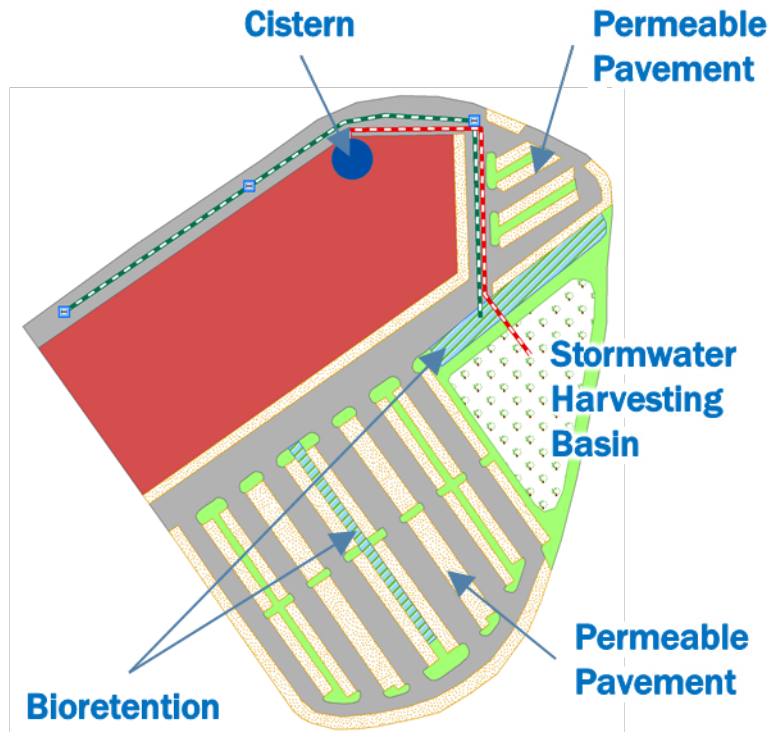 Cistern
Permeable
Pavement
Stormwater
Harvesting
Basin
Permeable
Pavement
Bioretention